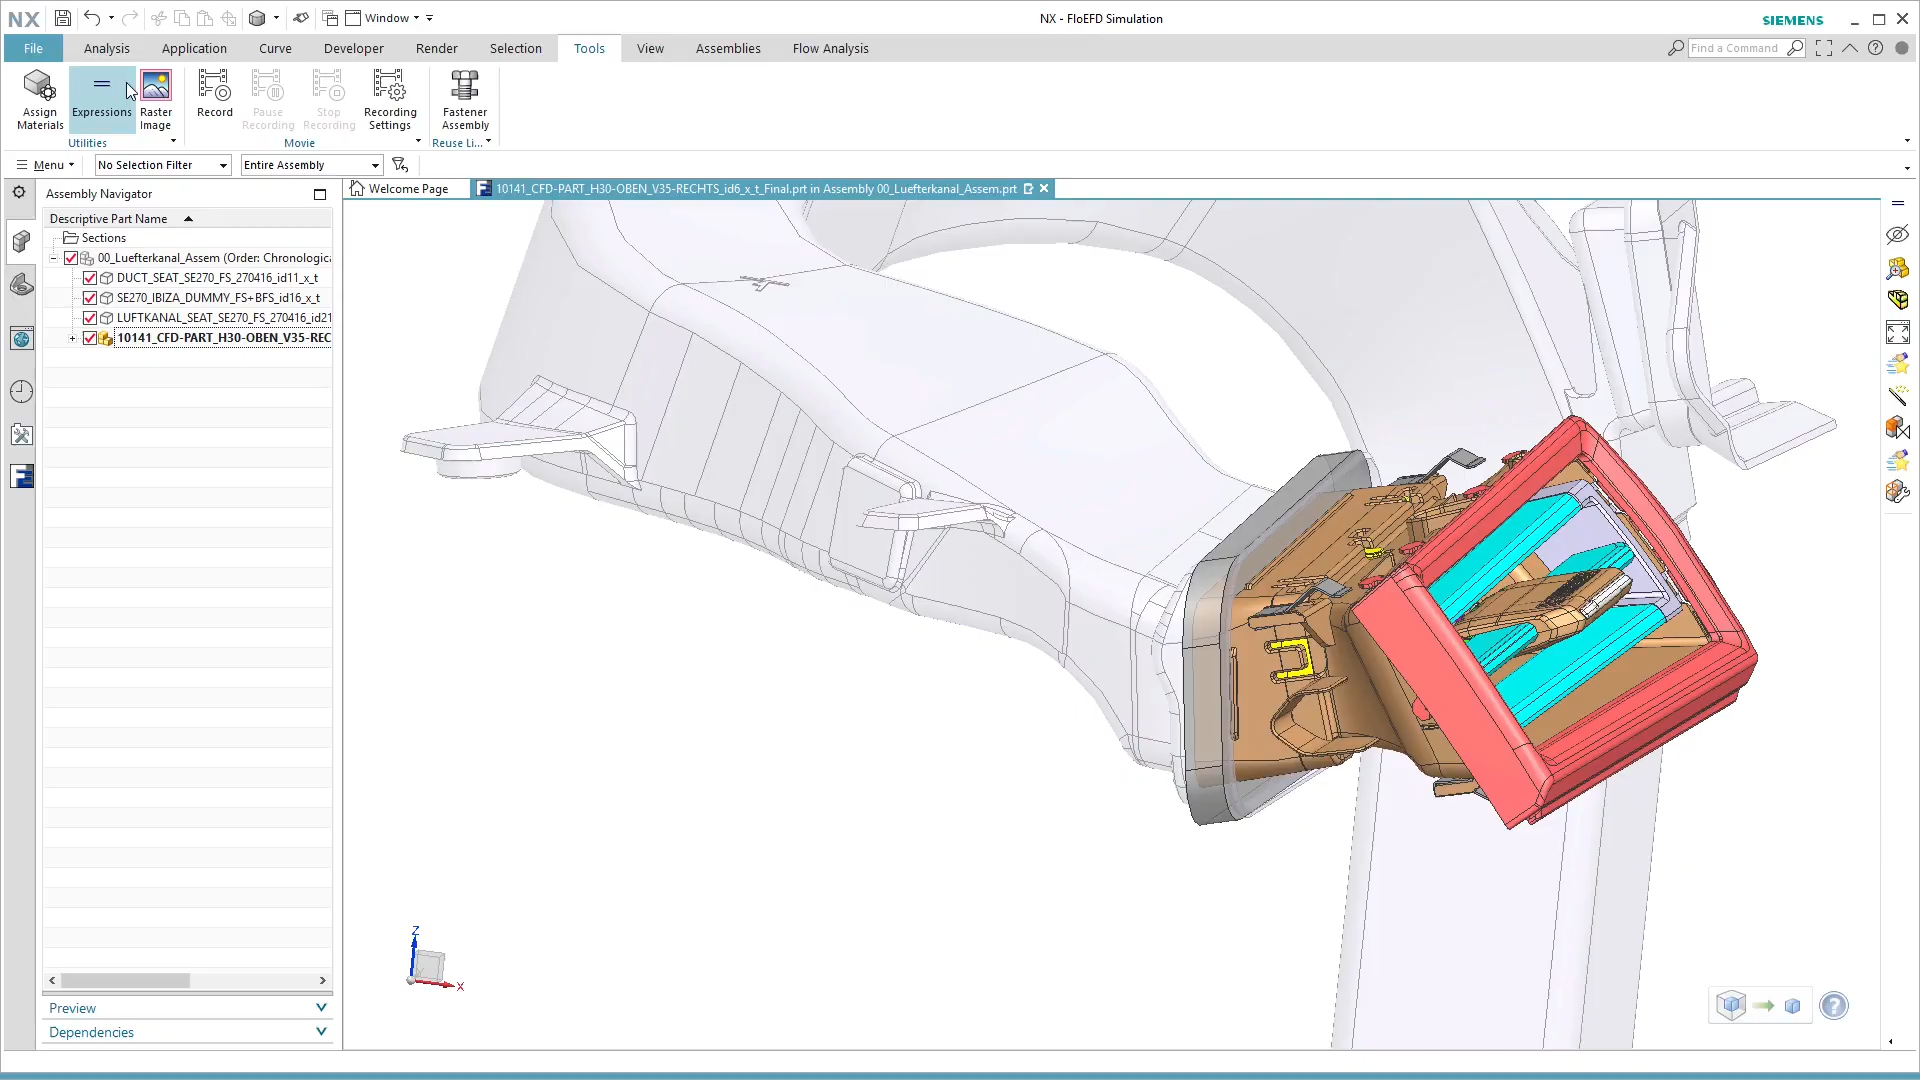 NX
Window
NX - FloEFD Simulation
SIEMENS
File
Analysis
Application
Curve
Developer
Render
Selection
Tools
View
Assemblies
Flow Analysis
Find a Command
Assign
Materials
Expressions
Raster
Image
Record
Pause
Recording
Stop
Recording
Recording
Settings
Fastener
Assembly
Utilities
Movie
Reuse Li...
Menu
No Selection Filter
Entire Assembly
Assembly Navigator
Welcome Page
10141_CFD-PART_H30-OBEN_V35-RECHTS_id6_x_t_Final.prt in Assembly 00_Luefterkanal_Assem.prt
Descriptive Part Name
Sections
00_Luefterkanal_Assem (Order: Chronologica
DUCT_SEAT_SE270_FS_270416_id11_x_t
SE270_IBIZA_DUMMY_FS+BFS_id16_x_t
LUFTKANAL_SEAT_SE270_FS_270416_id21
10141_CFD-PART_H30-OBEN_V35-REC
Z
X
Preview
Dependencies